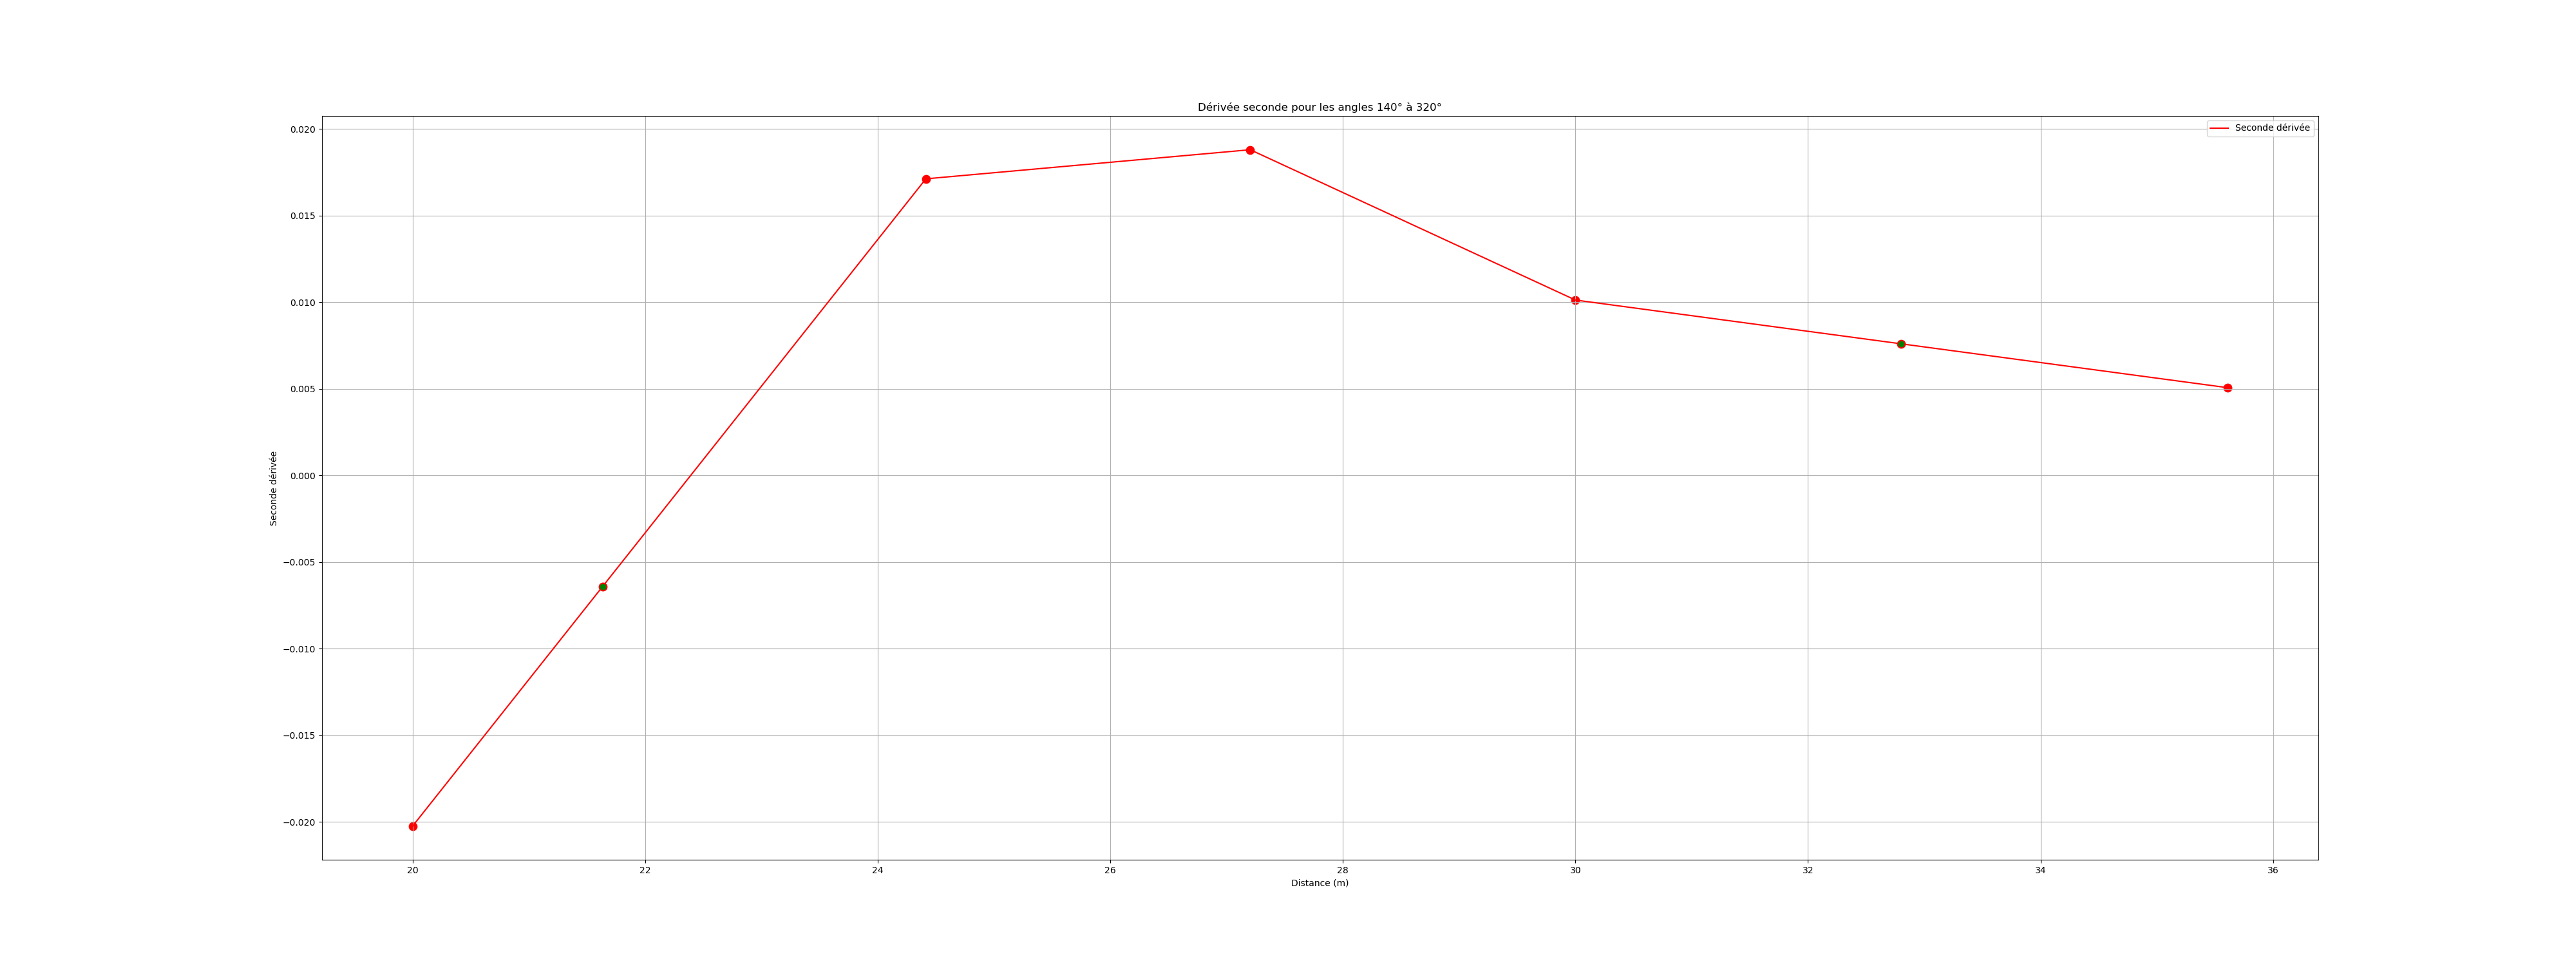 Dérivée seconde pour les angles 140° à 320°
Seconde dérivée
0.020
0.015
0.010
0.005
0.000
−0.005
−0.010
−0.015
−0.020
Seconde dérivée
20 22 24 26 28 30 32 34 36
Distance (m)